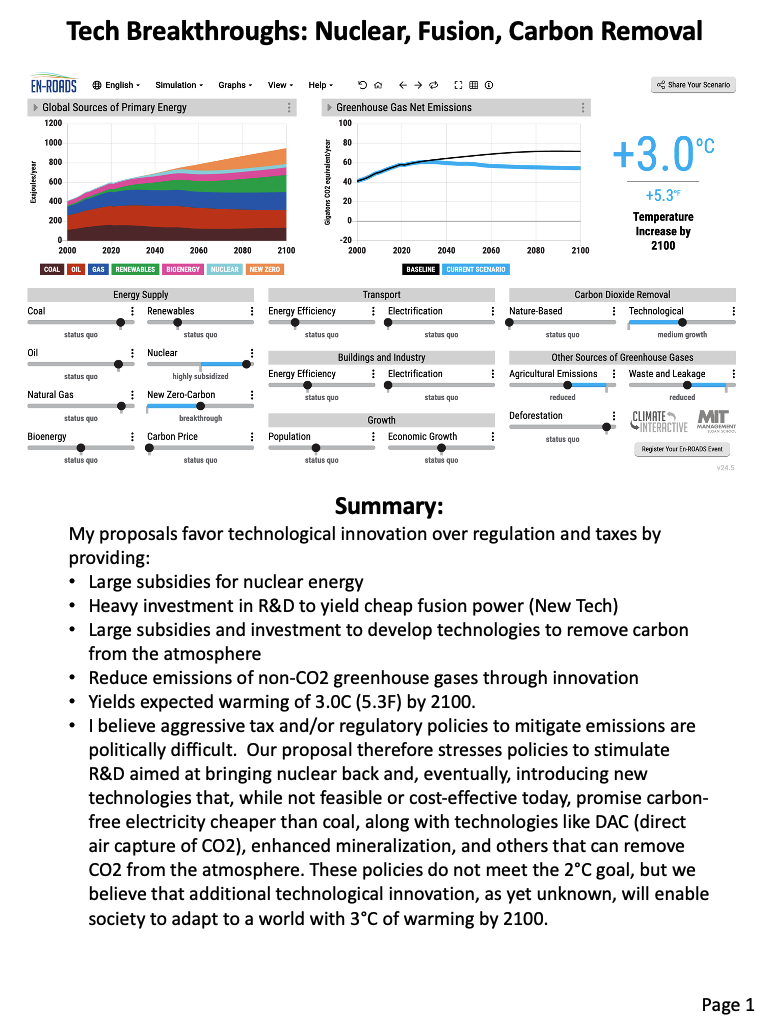 Tech Breakthroughs: Nuclear, Fusion, Carbon Removal
EN-ROADS
English
Simulation
Graphs
View
Help
Share Your Scenario
Global Sources of Primary Energy
Exajoules/year
1200
1000
800
600
400
200
0
2000 2020 2040 2060 2080 2100
COAL OIL GAS RENEWABLES BIOENERGY NUCLEAR NEW ZERO
Greenhouse Gas Net Emissions
Gigatons CO2 equivalent/year
100
80
60
40
20
0
-20
2000 2020 2040 2060 2080 2100
BASELINE CURRENT SCENARIO
+3.0°C
+5.3°F
Temperature
Increase by
2100
Energy Supply
Coal
status quo
Renewables
status quo
Oil
status quo
Nuclear
highly subsidized
Natural Gas
status quo
New Zero-Carbon
breakthrough
Bioenergy
status quo
Carbon Price
status quo
Transport
Energy Efficiency
status quo
Electrification
status quo
Buildings and Industry
Energy Efficiency
status quo
Electrification
status quo
Growth
Population
status quo
Economic Growth
status quo
Carbon Dioxide Removal
Nature-Based
status quo
Technological
medium growth
Other Sources of Greenhouse Gases
Agricultural Emissions
reduced
Waste and Leakage
reduced
Deforestation
status quo
CLIMATE
INTERACTIVE
MIT
MANAGEMENT
SLOAN SCHOOL
Register Your En-ROADS Event
v24.5
Summary:
My proposals favor technological innovation over regulation and taxes by
providing:
• Large subsidies for nuclear energy
• Heavy investment in R&D to yield cheap fusion power (New Tech)
• Large subsidies and investment to develop technologies to remove carbon
from the atmosphere
• Reduce emissions of non-CO2 greenhouse gases through innovation
• Yields expected warming of 3.0C (5.3F) by 2100.
• I believe aggressive tax and/or regulatory policies to mitigate emissions are
politically difficult. Our proposal therefore stresses policies to stimulate
R&D aimed at bringing nuclear back and, eventually, introducing new
technologies that, while not feasible or cost-effective today, promise carbon-
free electricity cheaper than coal, along with technologies like DAC (direct
air capture of CO2), enhanced mineralization, and others that can remove
CO2 from the atmosphere. These policies do not meet the 2°C goal, but we
believe that additional technological innovation, as yet unknown, will enable
society to adapt to a world with 3°C of warming by 2100.
Page 1